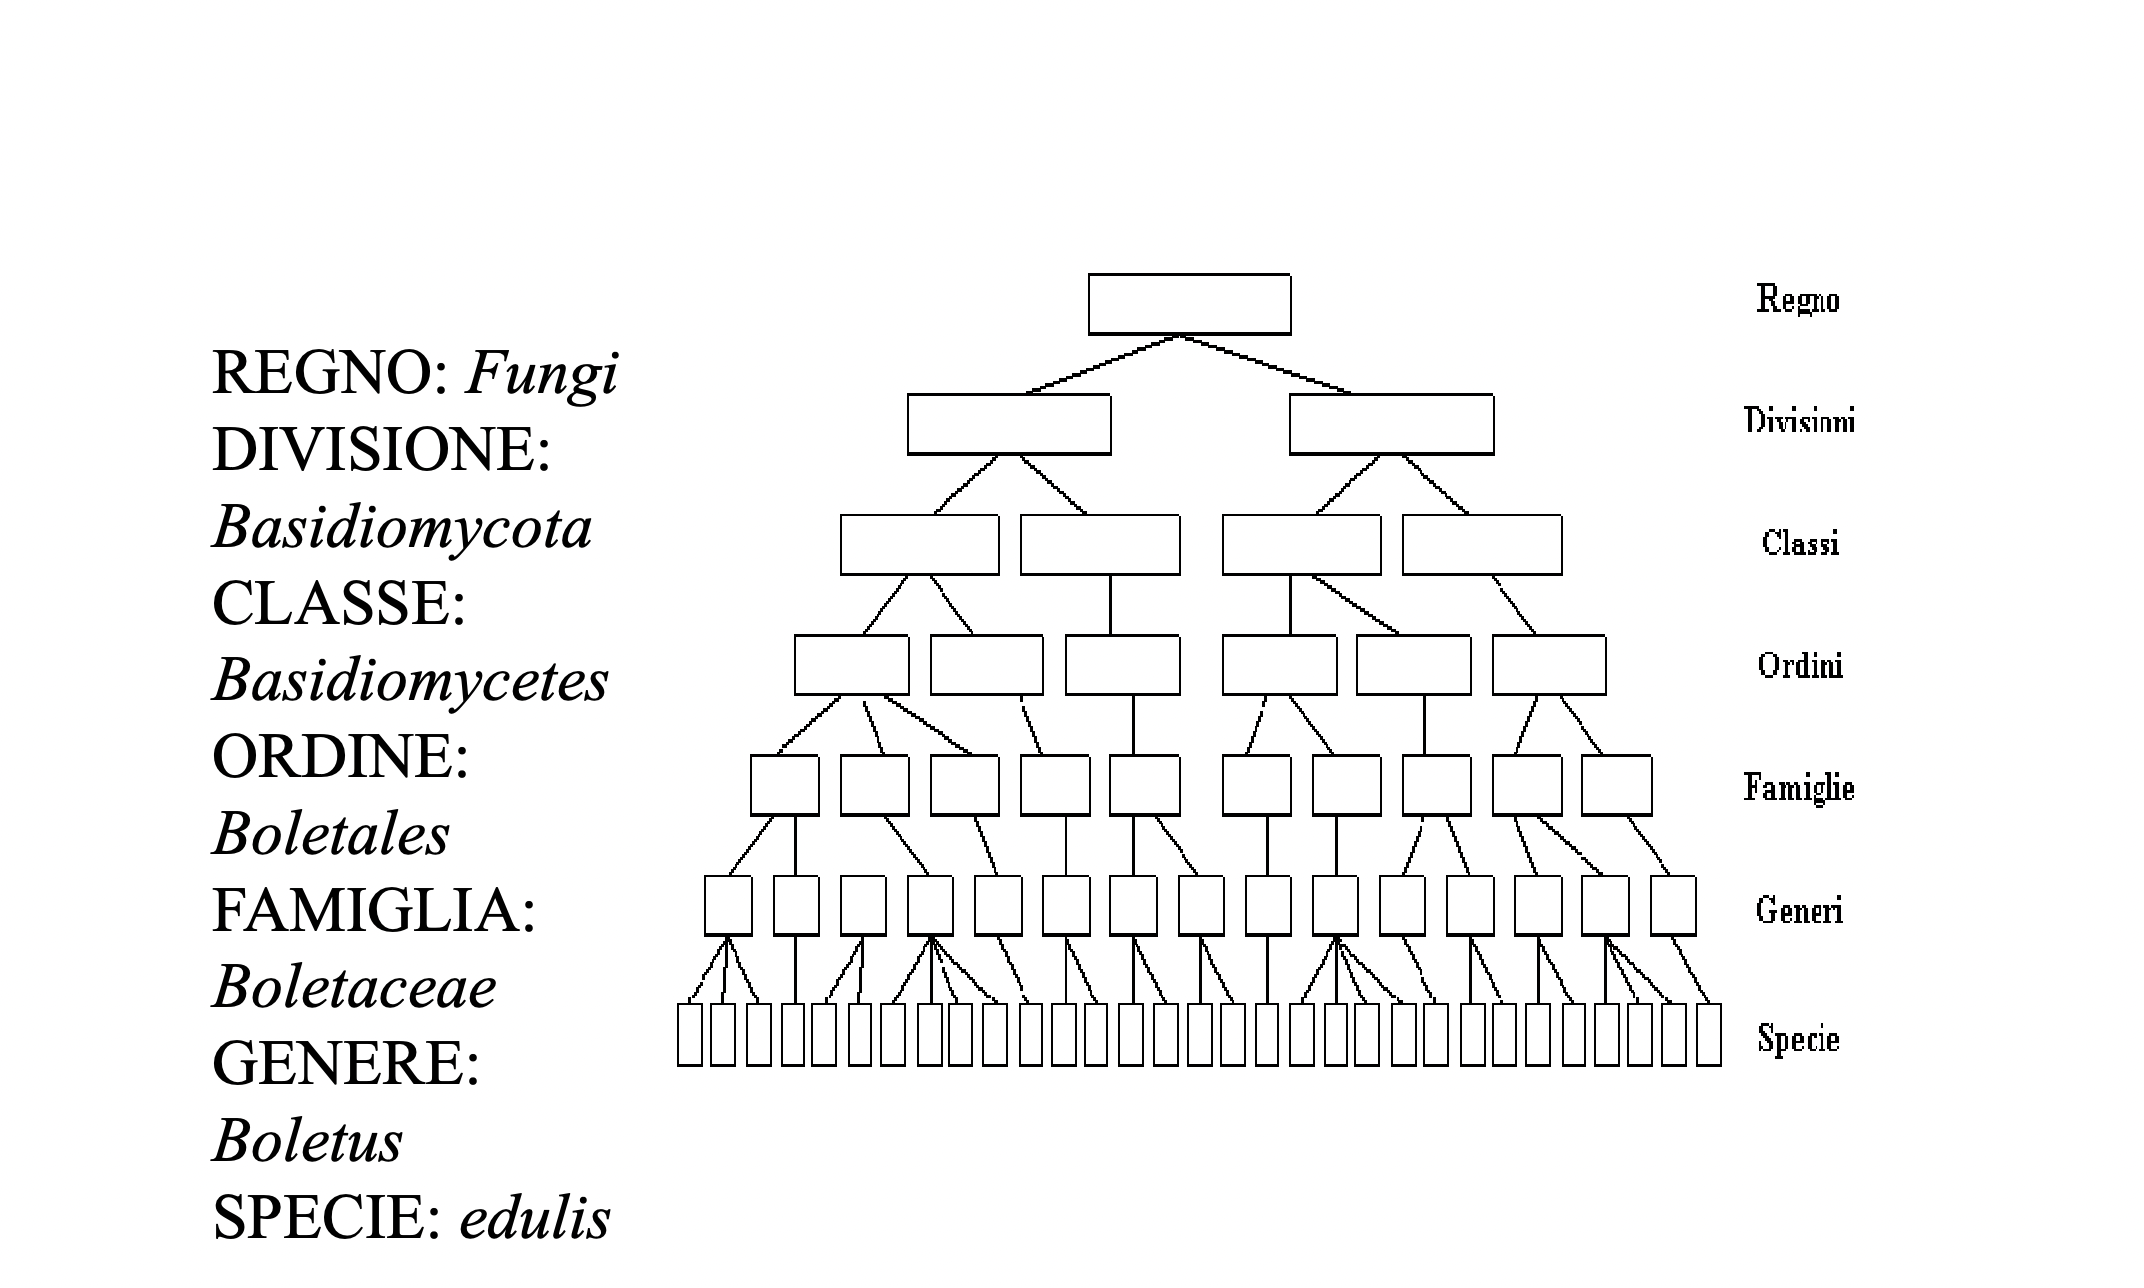 REGNO: Fungi
DIVISIONE:
Basidiomycota
CLASSE:
Basidiomycetes
ORDINE:
Boletales
FAMIGLIA:
Boletaceae
GENERE:
Boletus
SPECIE: edulis
Regno
Divisioni
Classi
Ordini
Famiglie
Generi
Specie